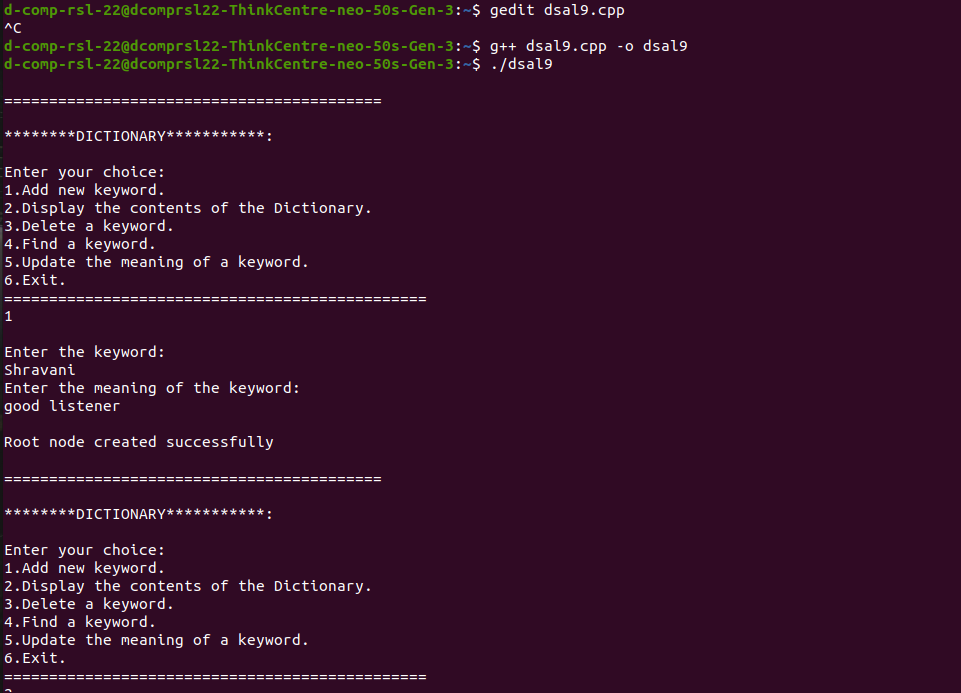 d-comp-rsl-22@dcomprsl22-ThinkCentre-neo-50s-Gen-3:~$ gedit dsal9.cpp
^C
d-comp-rsl-22@dcomprsl22-ThinkCentre-neo-50s-Gen-3:~$ g++ dsal9.cpp -o dsal9
d-comp-rsl-22@dcomprsl22-ThinkCentre-neo-50s-Gen-3:~$ ./dsal9
==========================================
********DICTIONARY***********:
Enter your choice:
1.Add new keyword.
2.Display the contents of the Dictionary.
3.Delete a keyword.
4.Find a keyword.
5.Update the meaning of a keyword.
6.Exit.
===============================================
1
Enter the keyword:
Shravani
Enter the meaning of the keyword:
good listener
Root node created successfully
==========================================
********DICTIONARY***********:
Enter your choice:
1.Add new keyword.
2.Display the contents of the Dictionary.
3.Delete a keyword.
4.Find a keyword.
5.Update the meaning of a keyword.
6.Exit.
===============================================